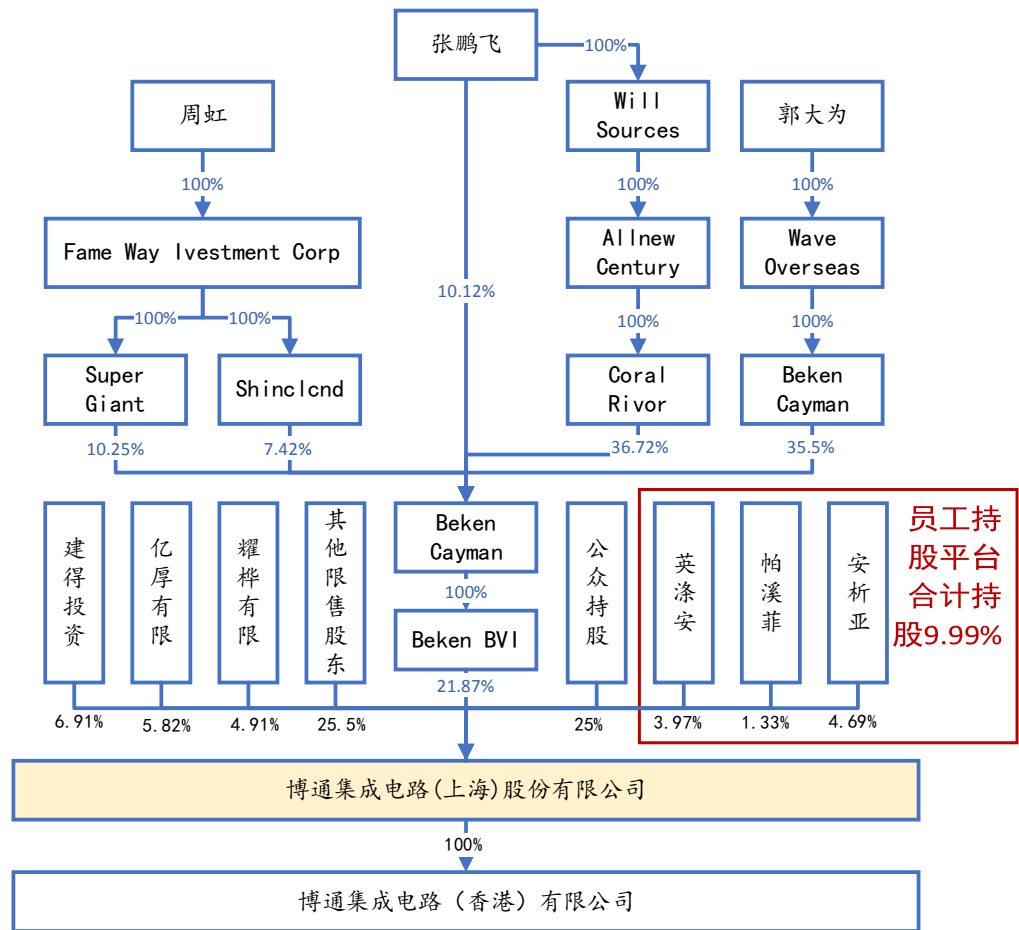 张鹏飞
100%
周虹
Will
Sources
郭大为
100%
100%
100%
Fame Way Ivestment Corp
Allnew
Century
Wave
Overseas
10.12%
100%
100%
100%
100%
Super
Giant
Shinclcnd
Coral
Rivor
Beken
Cayman
10.25%
7.42%
36.72%
35.5%
建得投资
亿厚有限
耀桦有限
其他限售股东
Beken
Cayman
100%
Beken BVI
21.87%
公众持股
英涤安
帕溪菲
安析亚
员工持
股平台
合计持
股9.99%
6.91%
5.82%
4.91%
25.5%
25%
3.97%
1.33%
4.69%
博通集成电路(上海)股份有限公司
100%
博通集成电路（香港）有限公司